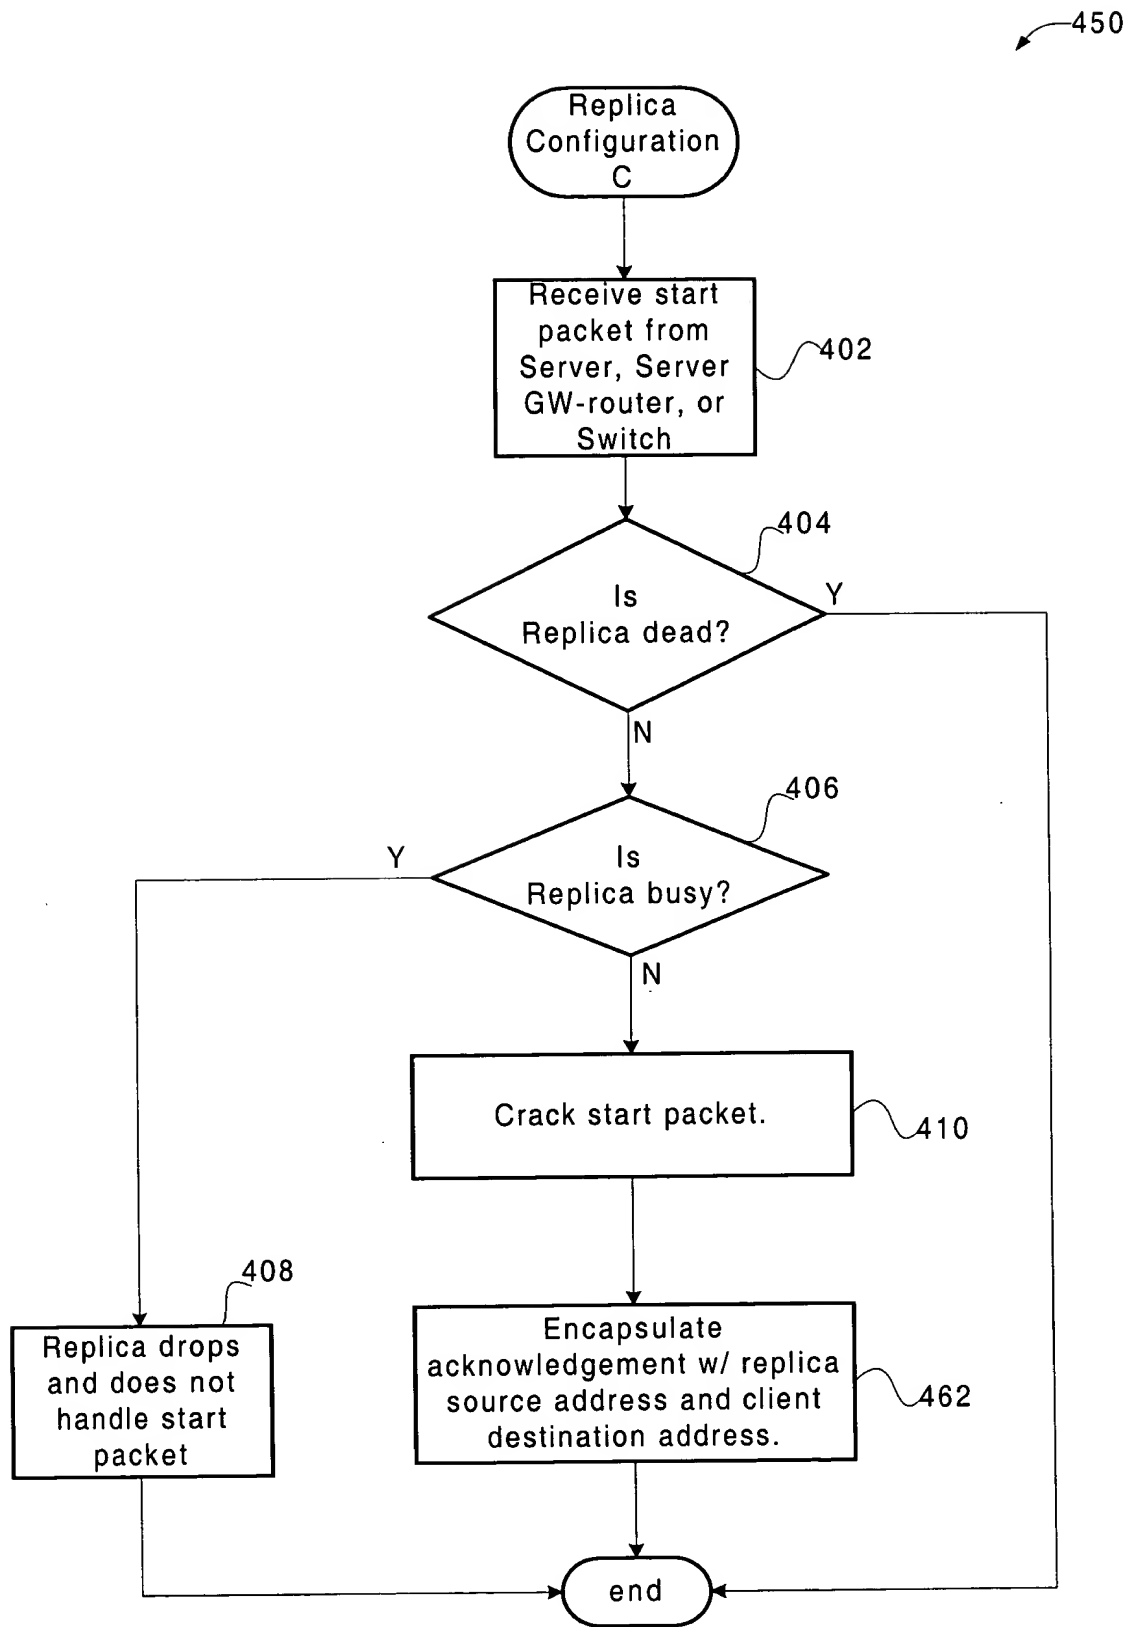 450
Replica
Configuration
C
Receive start
packet from
Server, Server
GW-router, or
Switch
402
404
Is
Replica dead?
Y
N
406
Is
Replica busy?
Y
N
Crack start packet.
410
408
Replica drops
and does not
handle start
packet
Encapsulate
acknowledgement w/ replica
source address and client
destination address.
462
end